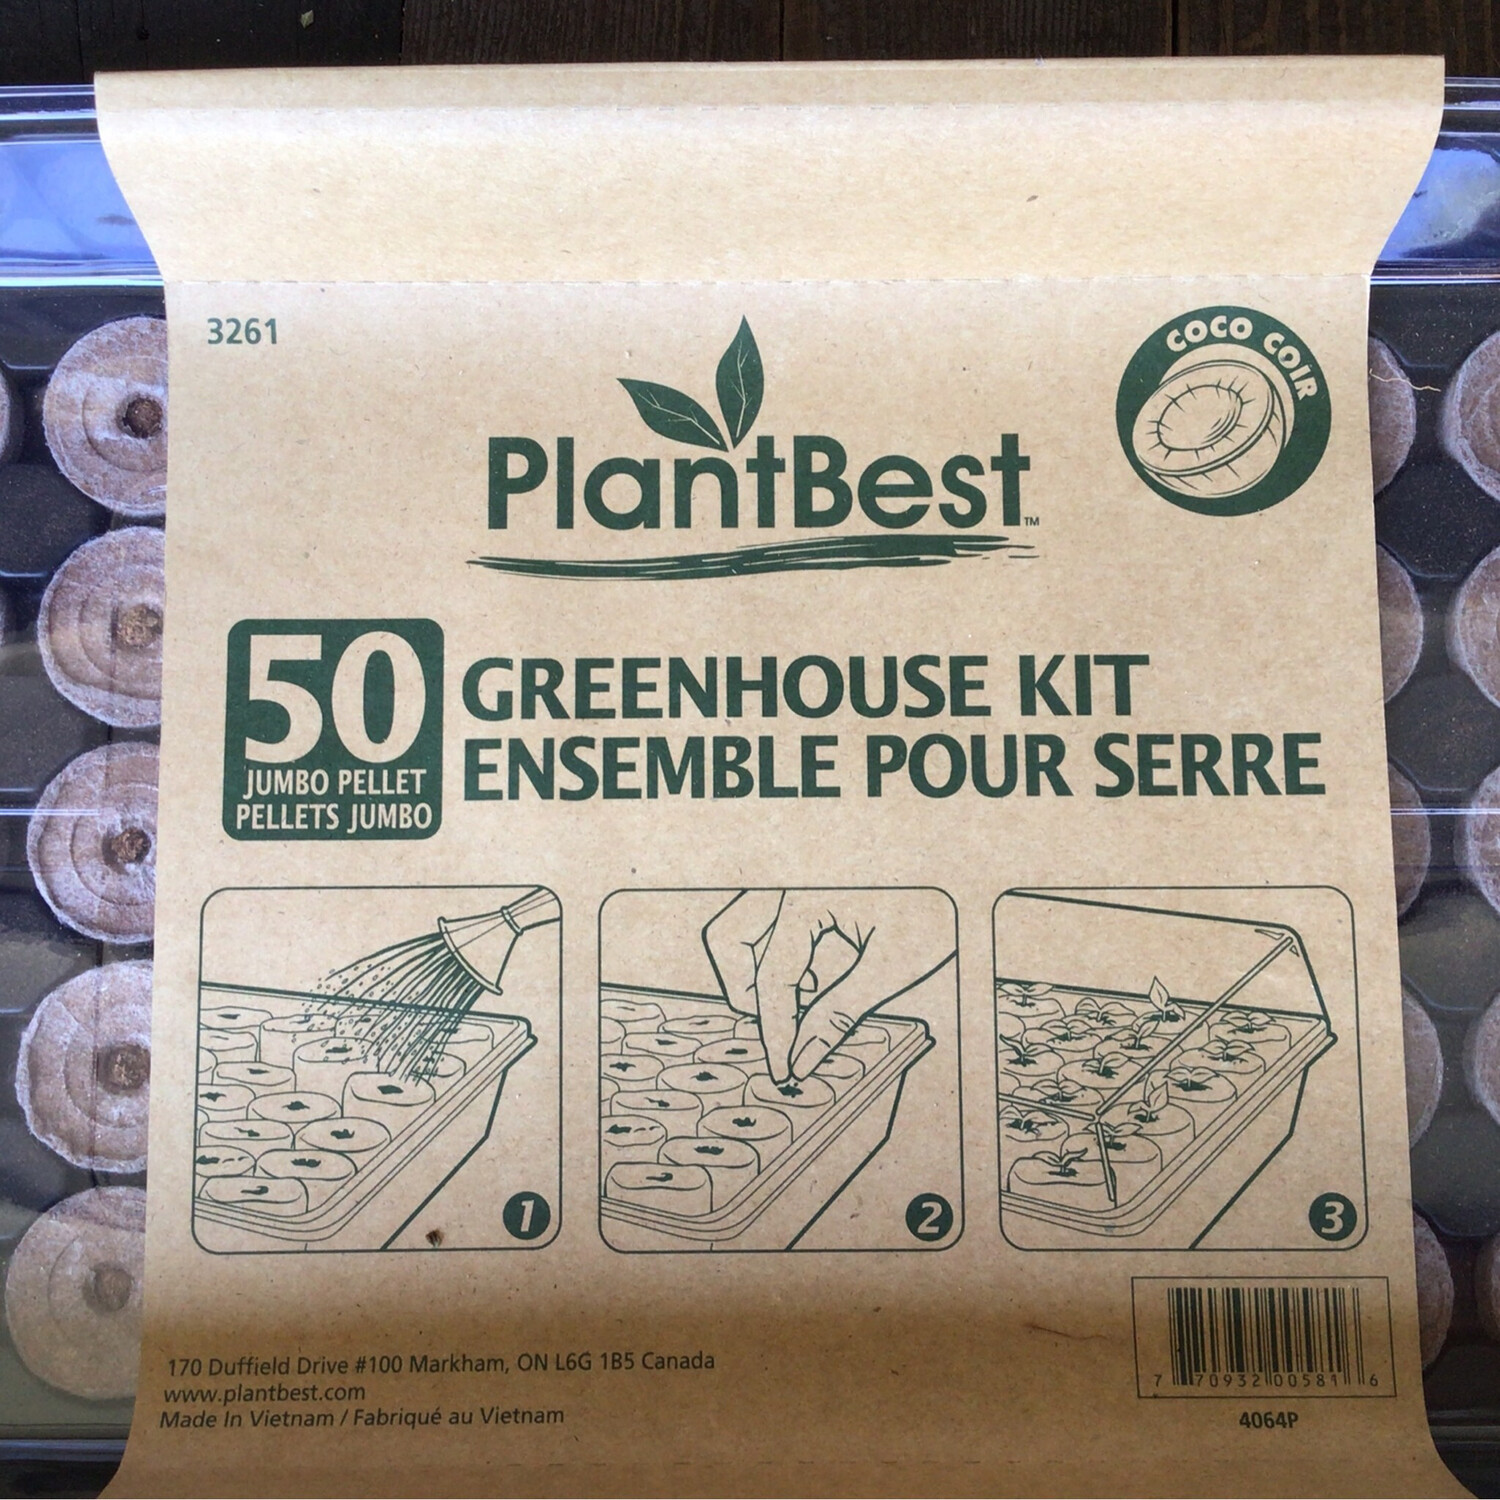 3261
COCO COIR
PlantBest™
50
JUMBO PELLET
PELLETS JUMBO
GREENHOUSE KIT
ENSEMBLE POUR SERRE
1
2
3
170 Duffield Drive #100 Markham, ON L6G 1B5 Canada
www.plantbest.com
Made In Vietnam / Fabriqué au Vietnam
7 70932 00581 6
4064P